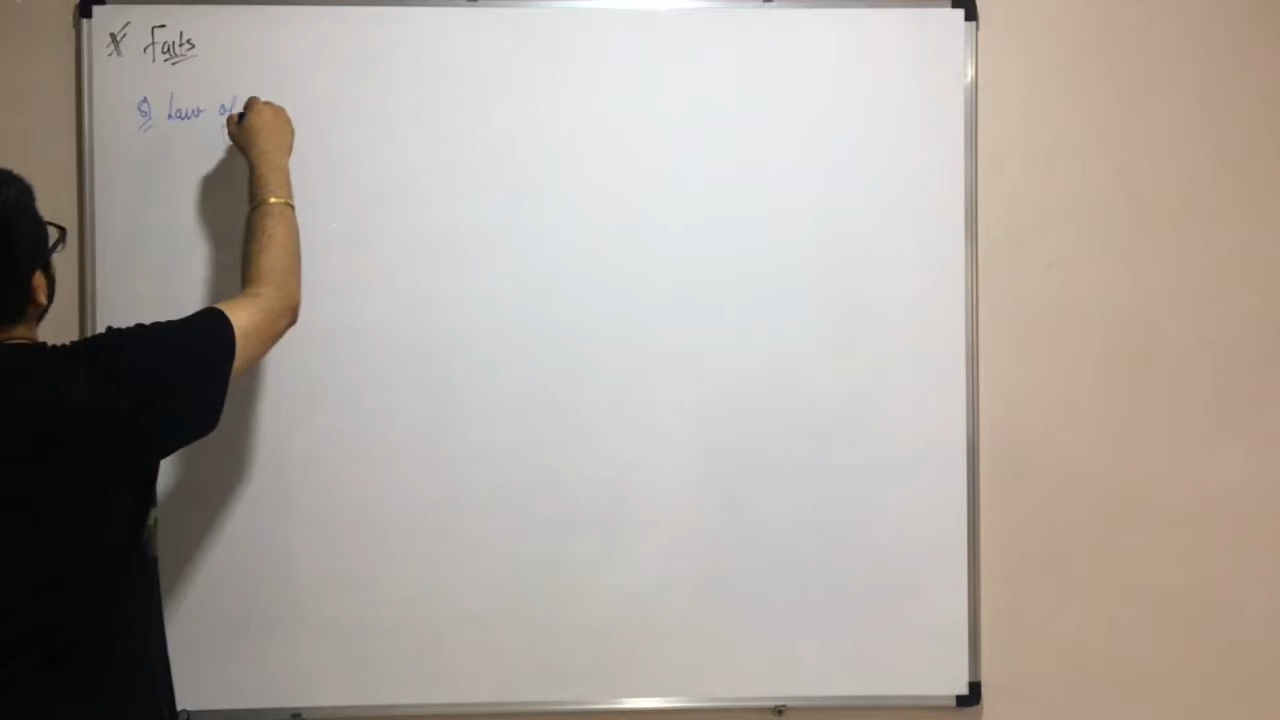 * Facts
① Law of